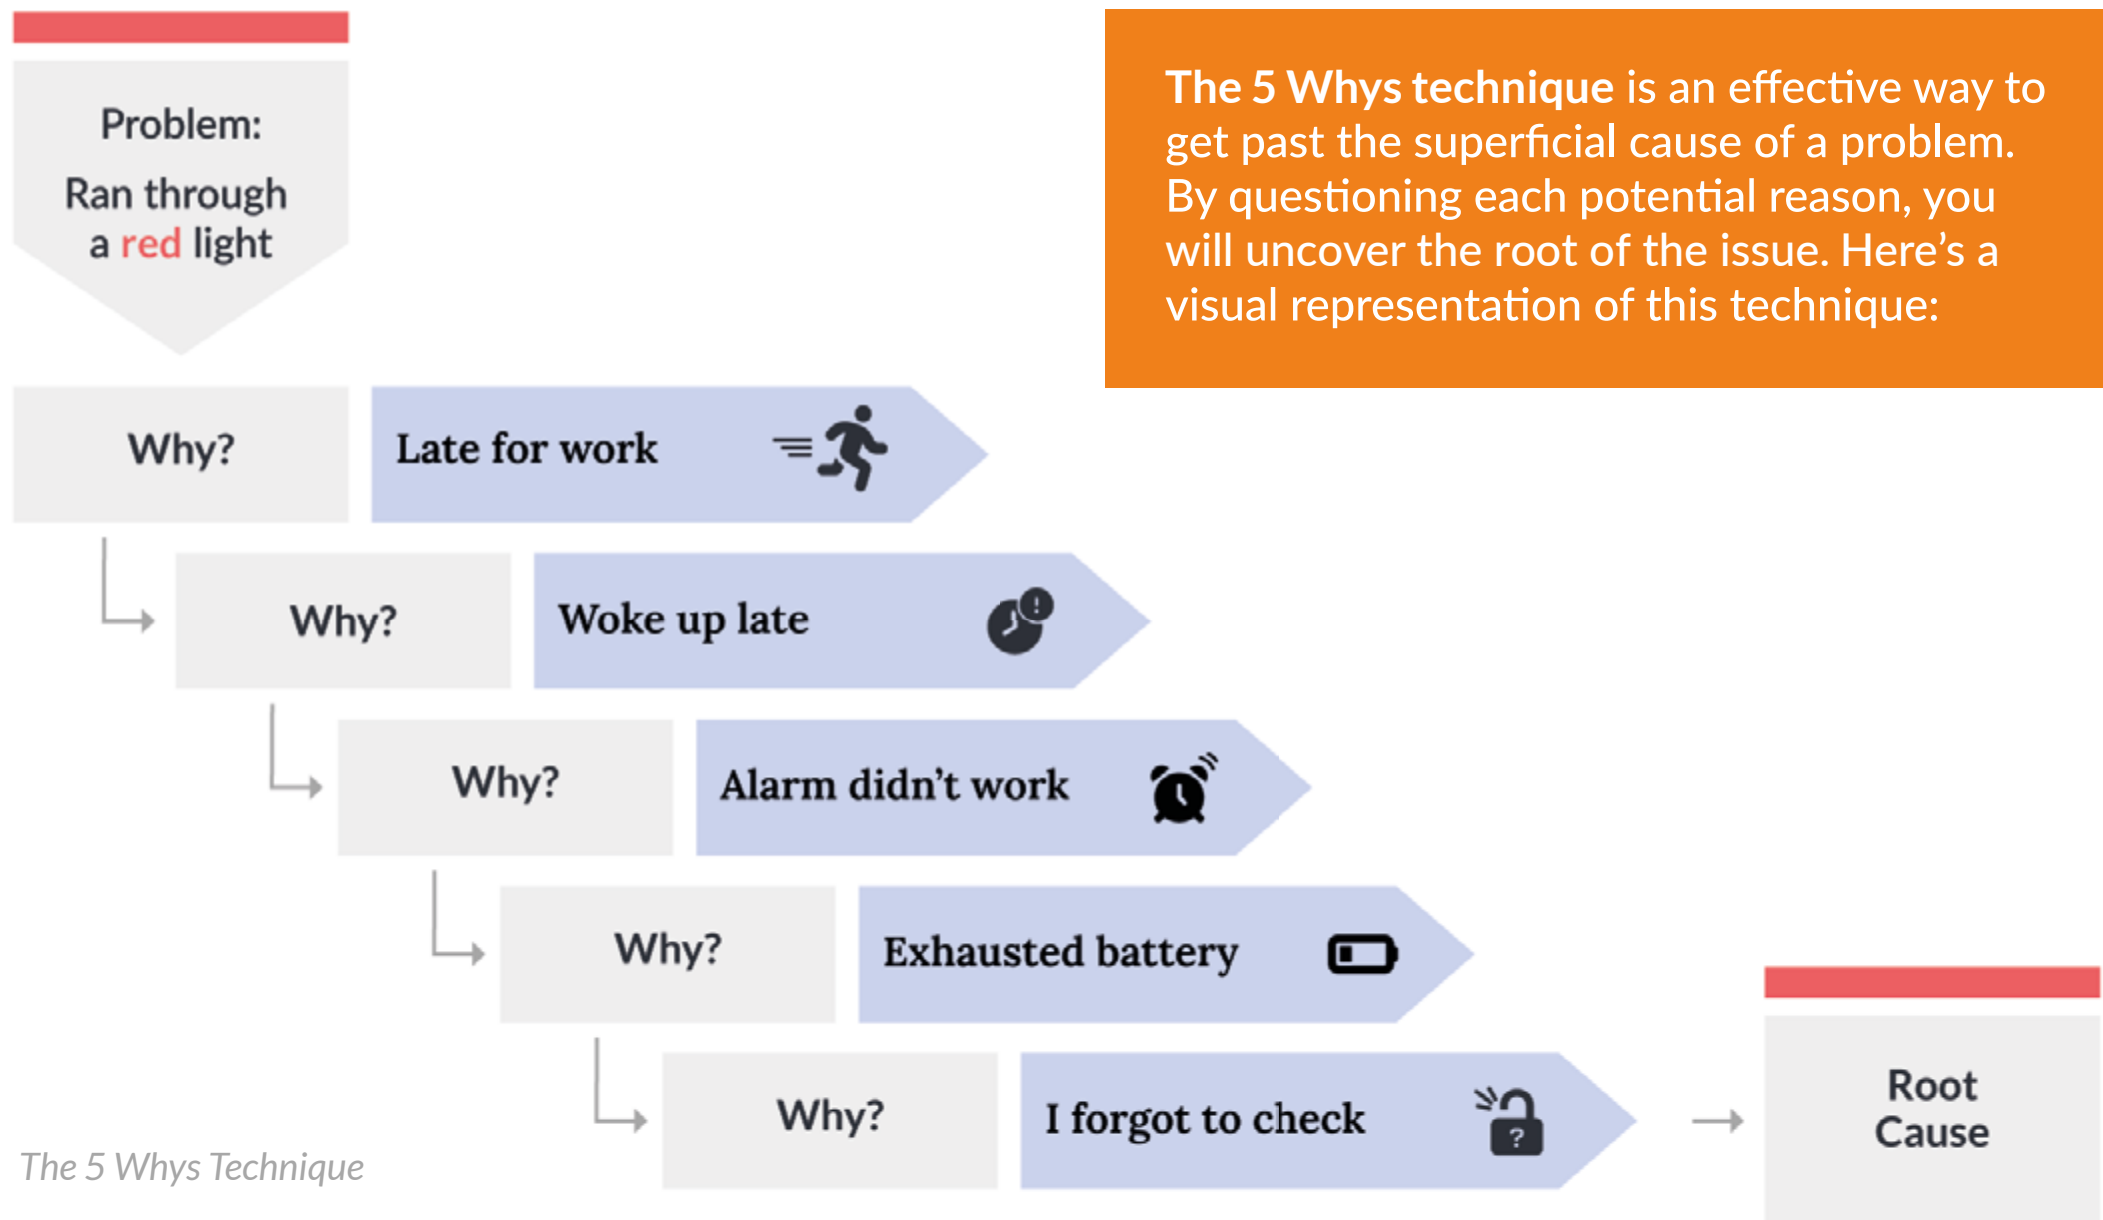 Problem:
Ran through
a red light
The 5 Whys technique is an effective way to
get past the superficial cause of a problem.
By questioning each potential reason, you
will uncover the root of the issue. Here’s a
visual representation of this technique:
Why?
Late for work
Why?
Woke up late
!
Why?
Alarm didn’t work
Why?
Exhausted battery
Why?
I forgot to check
?
Root
Cause
The 5 Whys Technique